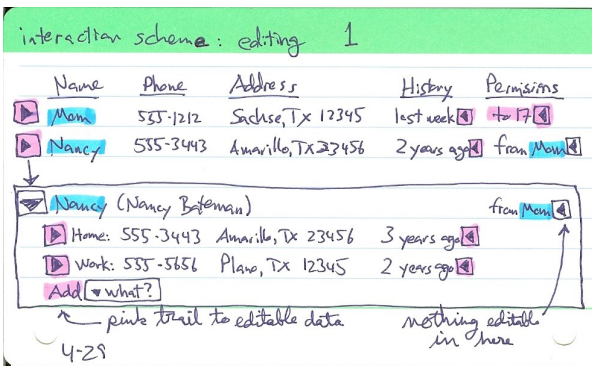 interaction scheme: editing 1
Name Phone Address History Permissions
Mom 555-1212 Sachse, Tx 12345 last week to 17
Nancy 555-3443 Amarillo, TX 23456 2 years ago from Mom
Nancy (Nancy Bateman) from Mom
Home: 555-3443 Amarillo, Tx 23456 3 years ago
Work: 555-5656 Plano, TX 12345 2 years ago
Add what?
pink trail to editable data
nothing editable
in here
4-29